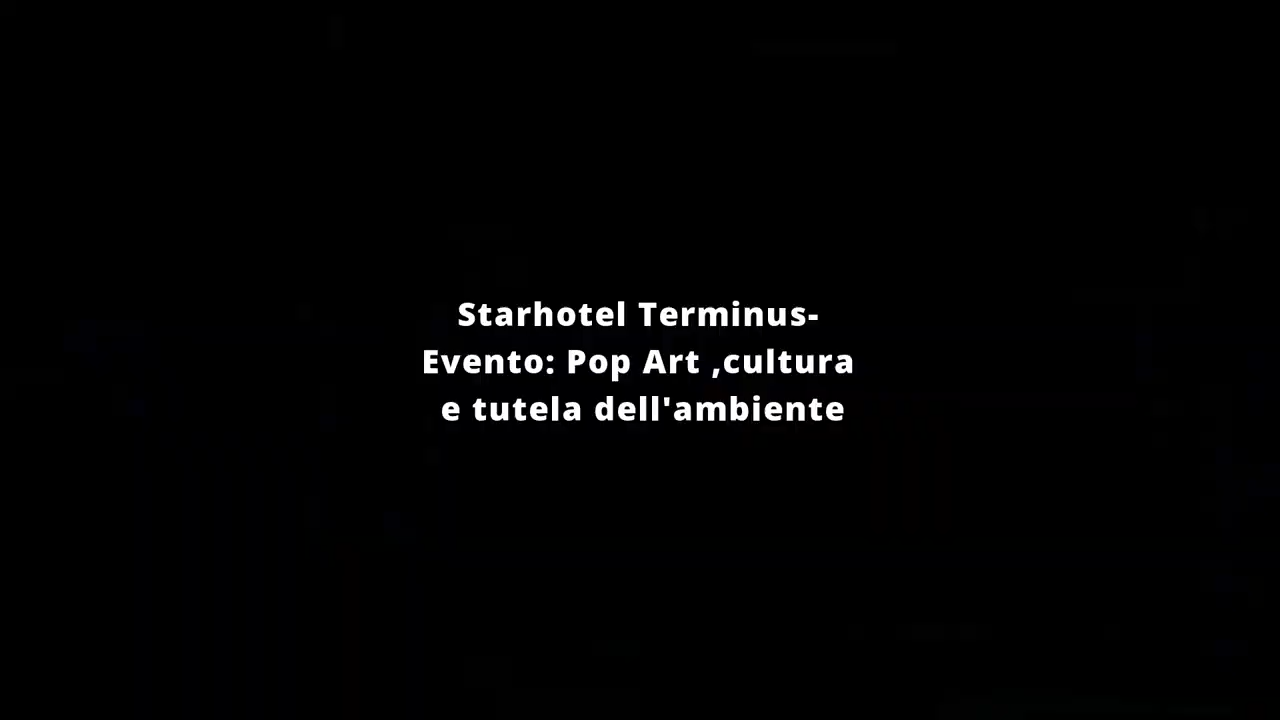 Starhotel Terminus-
Evento: Pop Art ,cultura
e tutela dell'ambiente